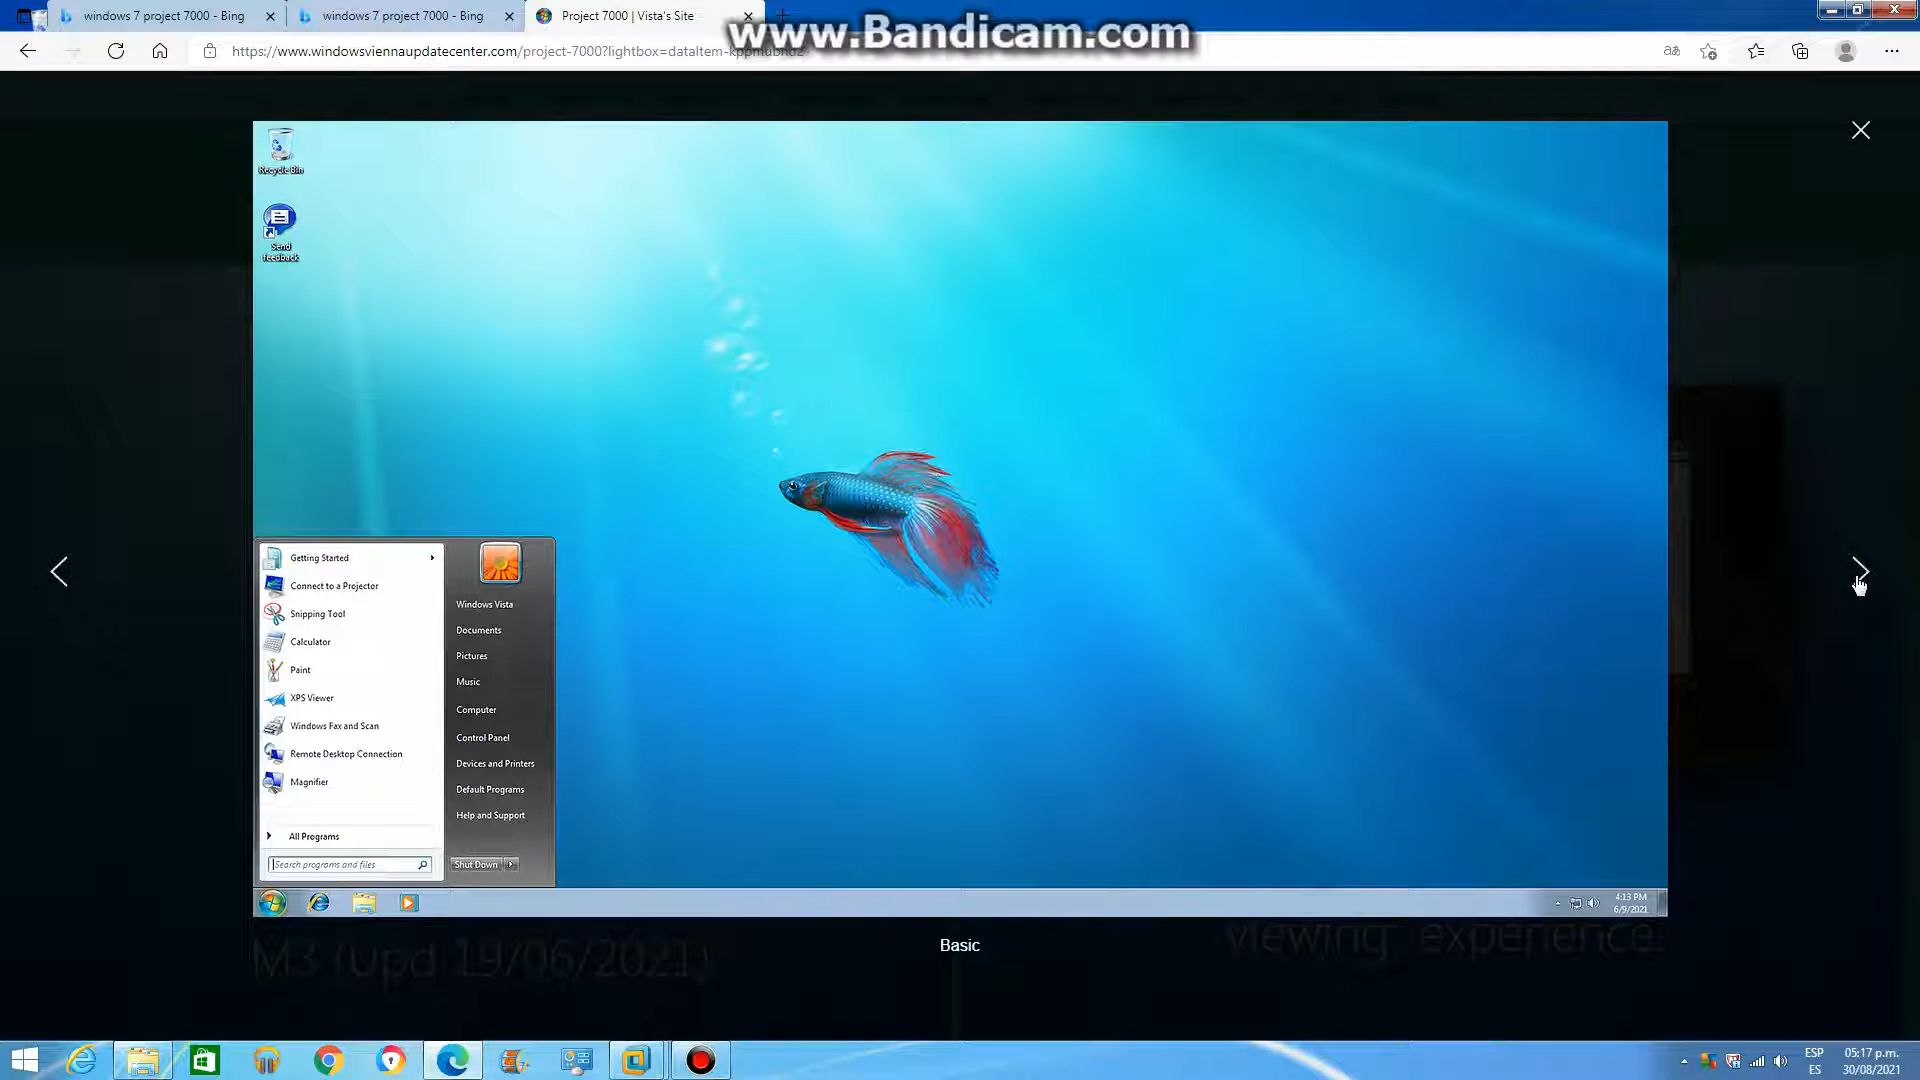 windows 7 project 7000 - Bing
windows 7 project 7000 - Bing
Project 7000 | Vista's Site
www.Bandicam.com
https://www.windowsviennaupdatecenter.com/project-7000?lightbox=dataItem-kppmubhd2
Recycle Bin
Send
feedback
Getting Started
Connect to a Projector
Snipping Tool
Calculator
Paint
XPS Viewer
Windows Fax and Scan
Remote Desktop Connection
Magnifier
All Programs
Search programs and files
Windows Vista
Documents
Pictures
Music
Computer
Control Panel
Devices and Printers
Default Programs
Help and Support
Shut Down
4:13 PM
6/9/2021
M3 (upd 19/06/2021)
Basic
viewing experience.
ESP
ES
05:17 p.m.
30/08/2021